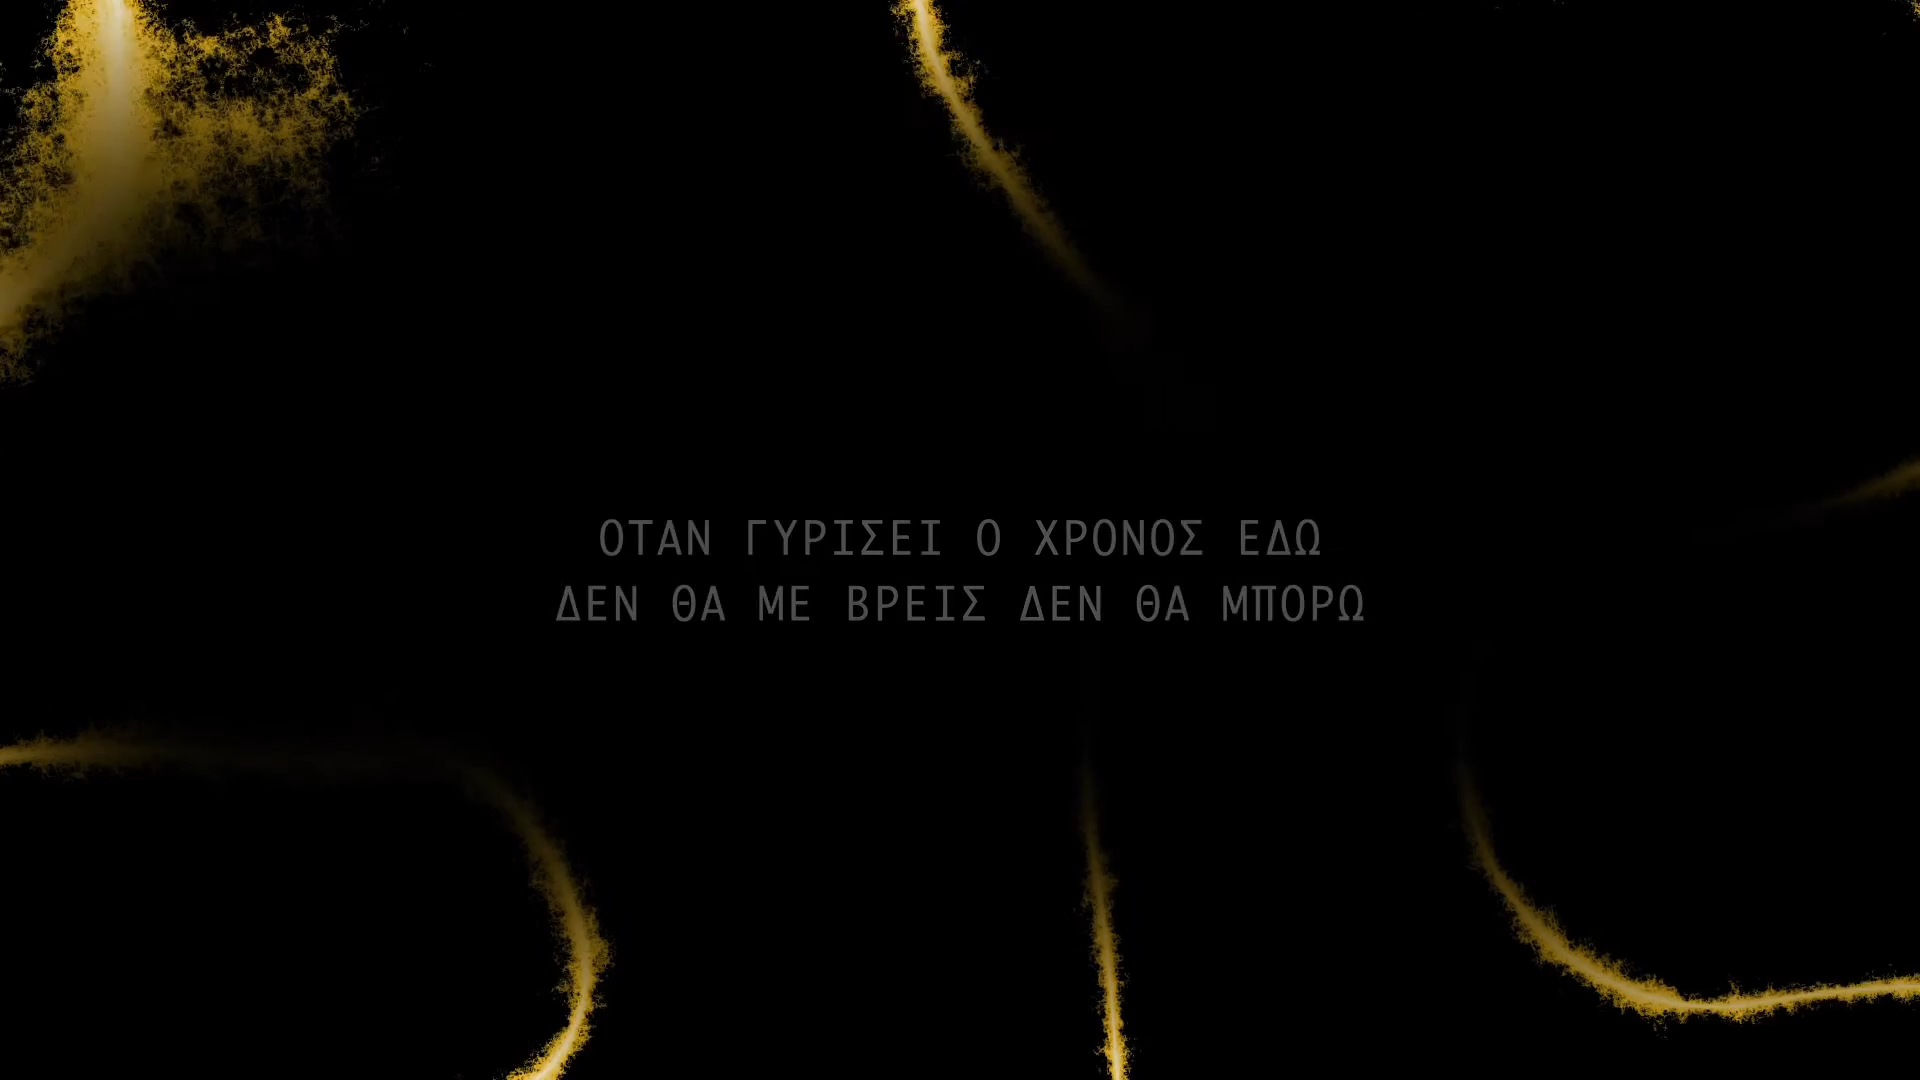 ΟΤΑΝ ΓΥΡΙΣΕΙ Ο ΧΡΟΝΟΣ ΕΔΩ
ΔΕΝ ΘΑ ΜΕ ΒΡΕΙΣ ΔΕΝ ΘΑ ΜΠΟΡΩ